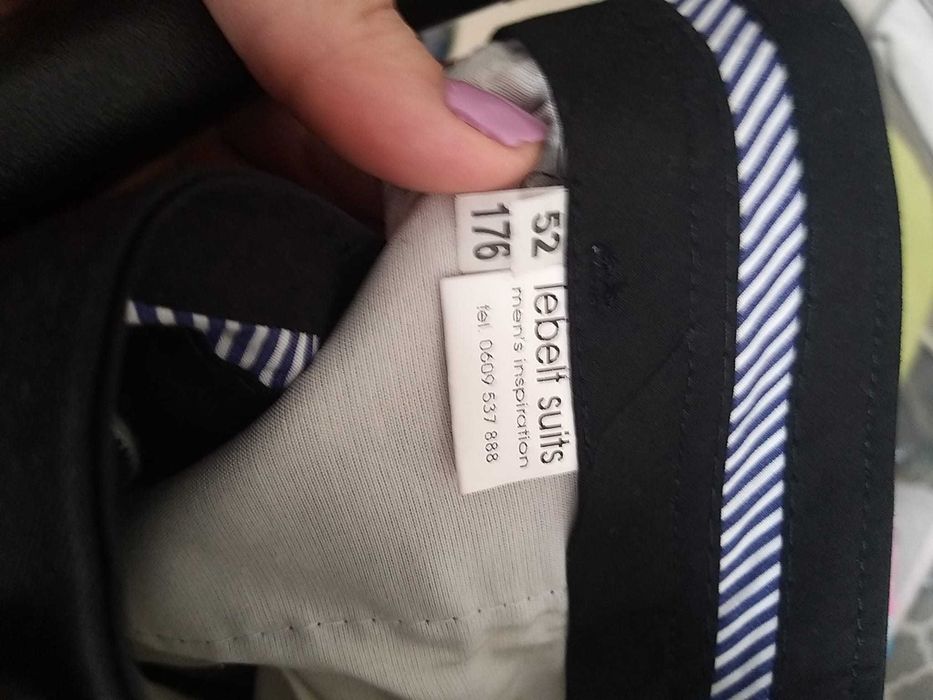 52
176
lebelt suits
men's inspiration
tel. 0609 537 888